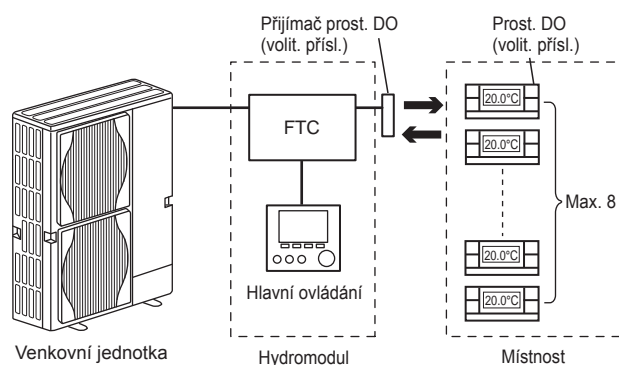 Přijímač prost. DO
(volit. přísl.)
Prost. DO
(volit. přísl.)
FTC
20.0°C
20.0°C
Max. 8
20.0°C
20.0°C
Hlavní ovládání
Venkovní jednotka
Hydromodul
Místnost